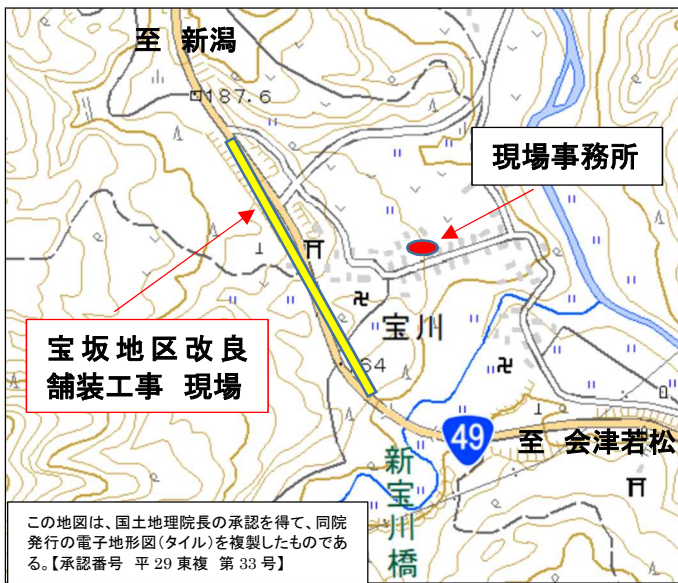 至 新潟
187.6
現場事務所
宝坂地区改良
舗装工事 現場
宝川
64
49
至 会津若松
新宝川橋
この地図は、国土地理院長の承認を得て、同院
発行の電子地形図(タイル)を複製したものであ
る。【承認番号 平 29 東複 第 33 号】